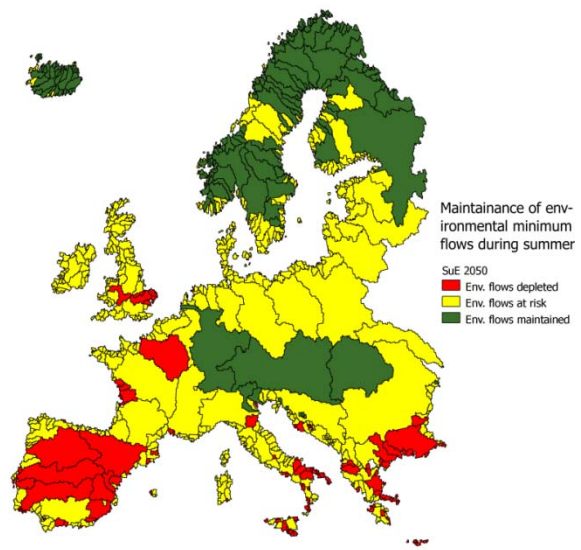 Maintainance of env-
ironmental minimum
flows during summer
SuE 2050
Env. flows depleted
Env. flows at risk
Env. flows maintained